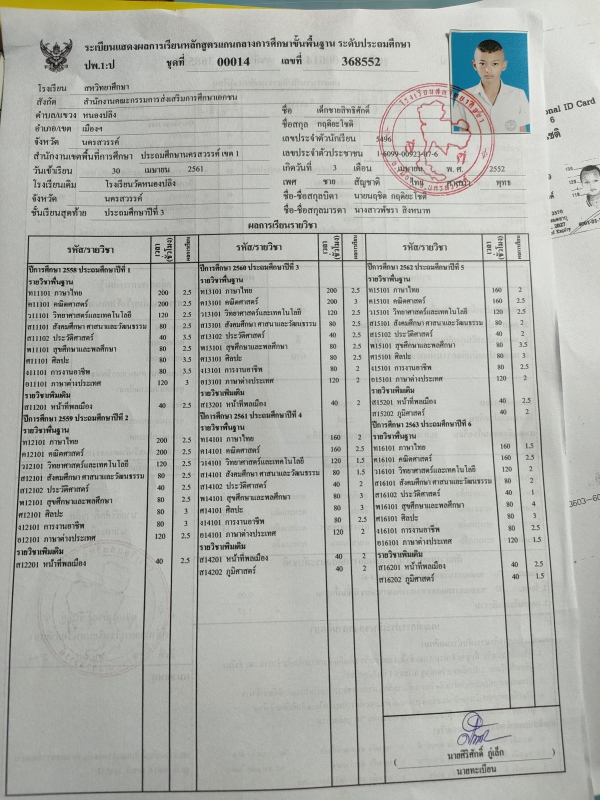 ระเบียนแสดงผลการเรียนหลักสูตรแกนกลางการศึกษาขั้นพื้นฐาน ระดับประถมศึกษา
ปพ.1:ป ชุดที่ 00014 เลขที่ 368552
โรงเรียน สหวิทยาศึกษา
สังกัด สำนักงานคณะกรรมการส่งเสริมการศึกษาเอกชน
ตำบล/แขวง หนองปลิง
อำเภอ/เขต เมืองฯ
จังหวัด นครสวรรค์
สำนักงานเขตพื้นที่การศึกษา ประถมศึกษานครสวรรค์ เขต 1
วันเข้าเรียน 30 เมษายน 2561
โรงเรียนเดิม โรงเรียนวัดหนองปลิง
จังหวัด นครสวรรค์
ชั้นเรียนสุดท้าย ประถมศึกษาปีที่ 3
ชื่อ เด็กชายสิทธิศักดิ์
ชื่อสกุล กฤติยะโชติ
เลขประจำตัวนักเรียน 5496
เลขประจำตัวประชาชน
เกิดวันที่ 3 เดือน เมษายน พ.ศ. 2552
เพศ ชาย สัญชาติ ไทย ศาสนา พุทธ
ชื่อ-ชื่อสกุลบิดา นายณฤชิต กฤติยะโชติ
ชื่อ-ชื่อสกุลมารดา นางสาวพัชรา สิงหนาท
ผลการเรียนรายวิชา
รหัส/รายวิชา เวลา (ชั่วโมง) ผลการเรียน
ปีการศึกษา 2558 ประถมศึกษาปีที่ 1
รายวิชาพื้นฐาน
ท11101 ภาษาไทย 200 2.5
ค11101 คณิตศาสตร์ 200 2.5
ว11101 วิทยาศาสตร์และเทคโนโลยี 120 2.5
ส11101 สังคมศึกษา ศาสนาและวัฒนธรรม 80 2.5
ส11102 ประวัติศาสตร์ 40 3.5
พ11101 สุขศึกษาและพลศึกษา 80 2.5
ศ11101 ศิลปะ 80 3.5
ง11101 การงานอาชีพ 80 3.5
อ11101 ภาษาต่างประเทศ 120 3
รายวิชาเพิ่มเติม
ส11201 หน้าที่พลเมือง 40 2.5
ปีการศึกษา 2559 ประถมศึกษาปีที่ 2
รายวิชาพื้นฐาน
ท12101 ภาษาไทย 200 2.5
ค12101 คณิตศาสตร์ 200 2.5
ว12101 วิทยาศาสตร์และเทคโนโลยี 120 2.5
ส12101 สังคมศึกษา ศาสนาและวัฒนธรรม 80 2.5
ส12102 ประวัติศาสตร์ 40 2.5
พ12101 สุขศึกษาและพลศึกษา 80 2.5
ศ12101 ศิลปะ 80 3
ง12101 การงานอาชีพ 80 3
อ12101 ภาษาต่างประเทศ 120 2.5
รายวิชาเพิ่มเติม
ส12201 หน้าที่พลเมือง 40 2.5
รหัส/รายวิชา เวลา (ชั่วโมง) ผลการเรียน
ปีการศึกษา 2560 ประถมศึกษาปีที่ 3
รายวิชาพื้นฐาน
ท13101 ภาษาไทย 200 2.5
ค13101 คณิตศาสตร์ 200 3
ว13101 วิทยาศาสตร์และเทคโนโลยี 120 2.5
ส13101 สังคมศึกษา ศาสนาและวัฒนธรรม 80 2.5
ส13102 ประวัติศาสตร์ 40 2.5
พ13101 สุขศึกษาและพลศึกษา 80 2.5
ศ13101 ศิลปะ 80 2.5
ง13101 การงานอาชีพ 80 2
อ13101 ภาษาต่างประเทศ 120 2
รายวิชาเพิ่มเติม
ส13201 หน้าที่พลเมือง 40 2
ปีการศึกษา 2561 ประถมศึกษาปีที่ 4
รายวิชาพื้นฐาน
ท14101 ภาษาไทย 160 2
ค14101 คณิตศาสตร์ 160 2.5
ว14101 วิทยาศาสตร์และเทคโนโลยี 120 1.5
ส14101 สังคมศึกษา ศาสนาและวัฒนธรรม 80 1.5
ส14102 ประวัติศาสตร์ 40 2
พ14101 สุขศึกษาและพลศึกษา 80 3
ศ14101 ศิลปะ 80 3
ง14101 การงานอาชีพ 80 2.5
อ14101 ภาษาต่างประเทศ 120 2
รายวิชาเพิ่มเติม
ส14201 หน้าที่พลเมือง 40 2
ส14202 ภูมิศาสตร์ 40 2
รหัส/รายวิชา เวลา (ชั่วโมง) ผลการเรียน
ปีการศึกษา 2562 ประถมศึกษาปีที่ 5
รายวิชาพื้นฐาน
ท15101 ภาษาไทย 160 2
ค15101 คณิตศาสตร์ 160 2.5
ว15101 วิทยาศาสตร์และเทคโนโลยี 120 2.5
ส15101 สังคมศึกษา ศาสนาและวัฒนธรรม 80 2
ส15102 ประวัติศาสตร์ 40 2
พ15101 สุขศึกษาและพลศึกษา 80 3.5
ศ15101 ศิลปะ 80 3.5
ง15101 การงานอาชีพ 80 2.5
อ15101 ภาษาต่างประเทศ 120 2
รายวิชาเพิ่มเติม
ส15201 หน้าที่พลเมือง 40 2
ส15202 ภูมิศาสตร์ 40 2
ปีการศึกษา 2563 ประถมศึกษาปีที่ 6
รายวิชาพื้นฐาน
ท16101 ภาษาไทย 160 1.5
ค16101 คณิตศาสตร์ 160 1.5
ว16101 วิทยาศาสตร์และเทคโนโลยี 120 2
ส16101 สังคมศึกษา ศาสนาและวัฒนธรรม 80 2
ส16102 ประวัติศาสตร์ 40 1
พ16101 สุขศึกษาและพลศึกษา 80 4
ศ16101 ศิลปะ 80 3
ง16101 การงานอาชีพ 80 2.5
อ16101 ภาษาต่างประเทศ 120 1.5
รายวิชาเพิ่มเติม
ส16201 หน้าที่พลเมือง 40 2.5
ส16202 ภูมิศาสตร์ 40 1.5
(นายศิริศักดิ์ ภู่เล็ก)
นายทะเบียน